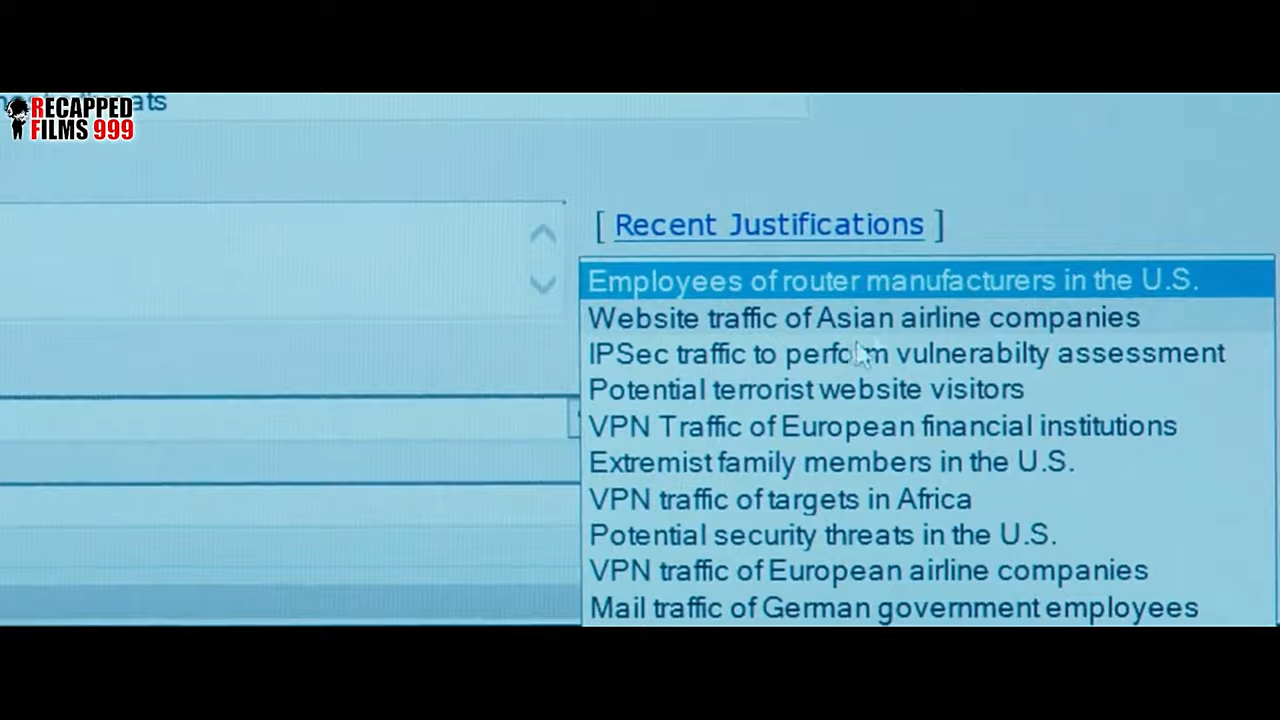 RECAPPED
FILMS 999
ats
[ Recent Justifications ]
Employees of router manufacturers in the U.S.
Website traffic of Asian airline companies
IPSec traffic to perform vulnerabilty assessment
Potential terrorist website visitors
VPN Traffic of European financial institutions
Extremist family members in the U.S.
VPN traffic of targets in Africa
Potential security threats in the U.S.
VPN traffic of European airline companies
Mail traffic of German government employees